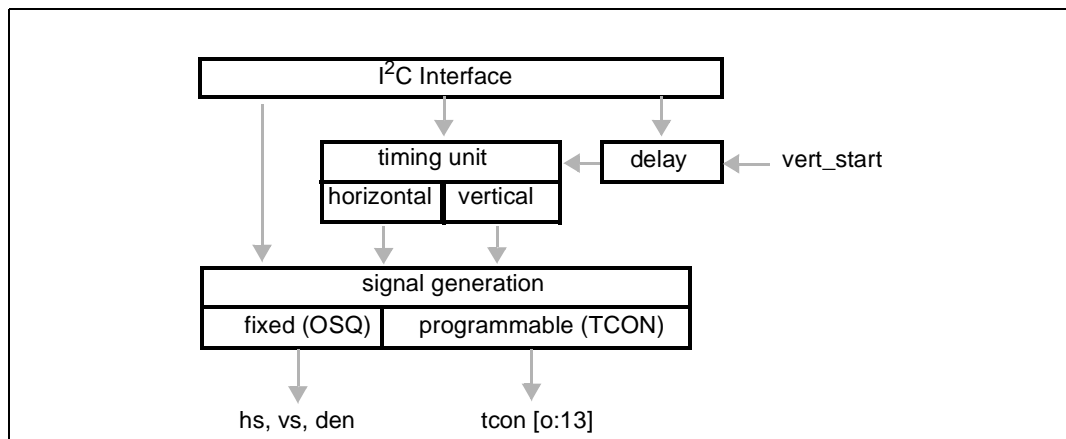 I²C Interface
timing unit
delay
vert_start
horizontal
vertical
signal generation
fixed (OSQ)
programmable (TCON)
hs, vs, den
tcon [o:13]